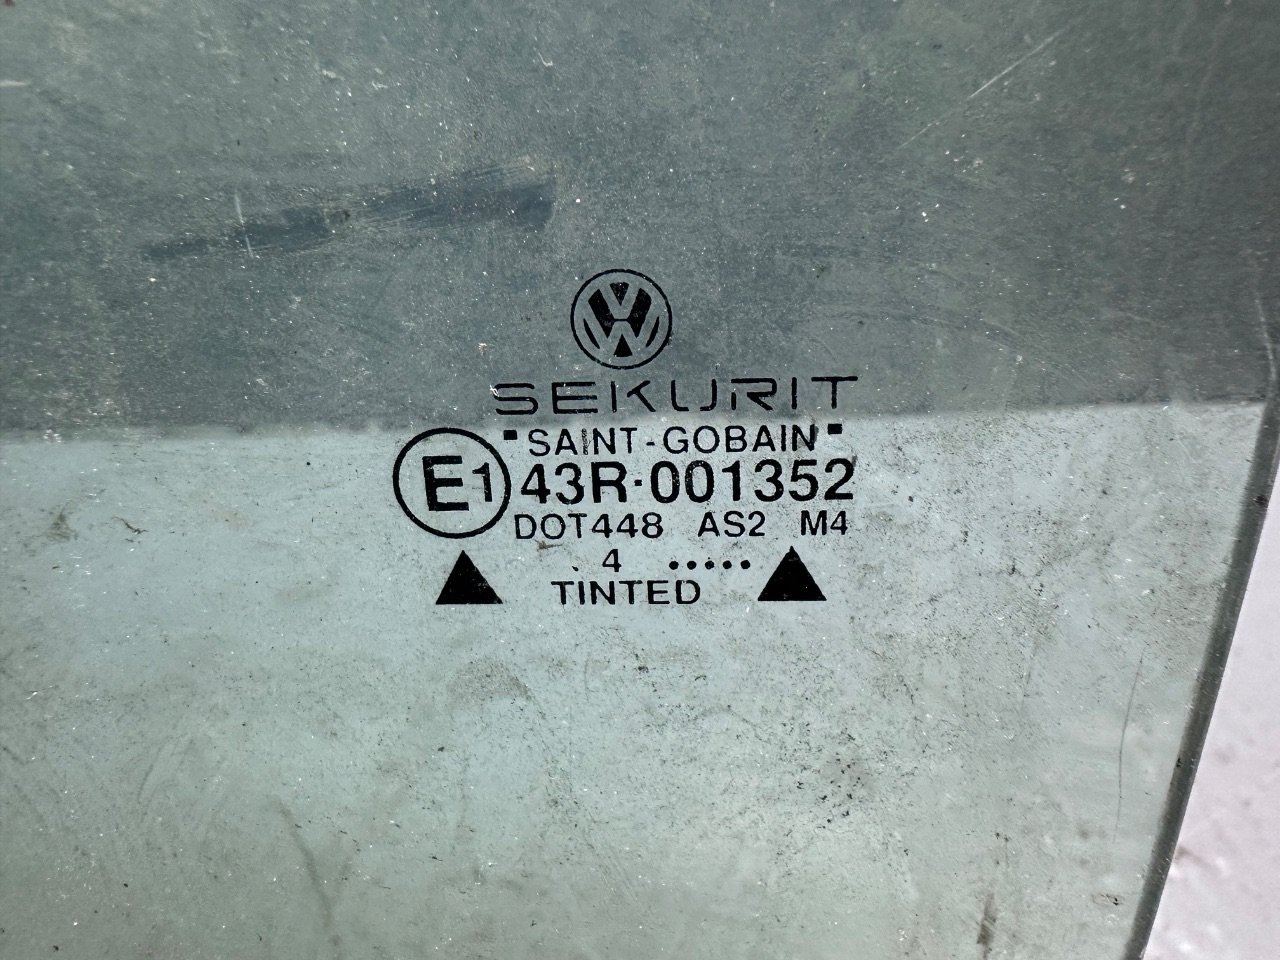 SEKURIT
"SAINT-GOBAIN"
E1 43R·001352
DOT448 AS2 M4
. 4 .....
TINTED